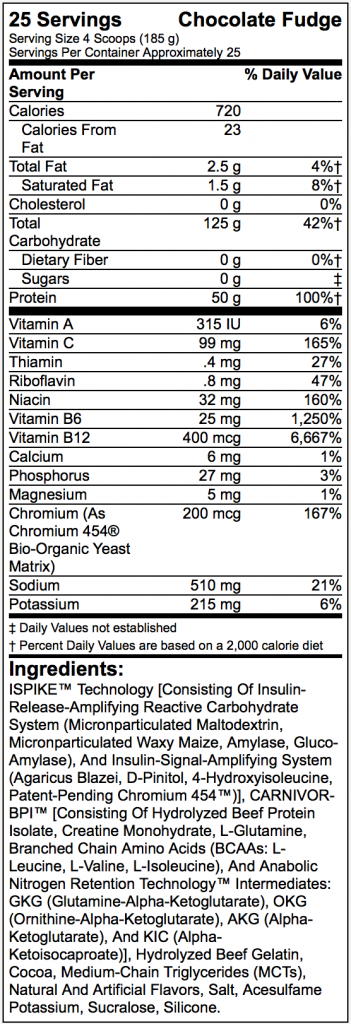 25 Servings Chocolate Fudge
Serving Size 4 Scoops (185 g)
Servings Per Container Approximately 25
Amount Per Serving % Daily Value
Calories 720
Calories From Fat 23
Total Fat 2.5 g 4%†
Saturated Fat 1.5 g 8%†
Cholesterol 0 g 0%
Total Carbohydrate 125 g 42%†
Dietary Fiber 0 g 0%†
Sugars 0 g ‡
Protein 50 g 100%†
Vitamin A 315 IU 6%
Vitamin C 99 mg 165%
Thiamin .4 mg 27%
Riboflavin .8 mg 47%
Niacin 32 mg 160%
Vitamin B6 25 mg 1,250%
Vitamin B12 400 mcg 6,667%
Calcium 6 mg 1%
Phosphorus 27 mg 3%
Magnesium 5 mg 1%
Chromium (As 200 mcg 167%
Chromium 454®
Bio-Organic Yeast
Matrix)
Sodium 510 mg 21%
Potassium 215 mg 6%
‡ Daily Values not established
† Percent Daily Values are based on a 2,000 calorie diet
Ingredients:
ISPIKE™ Technology [Consisting Of Insulin-
Release-Amplifying Reactive Carbohydrate
System (Micronparticulated Maltodextrin,
Micronparticulated Waxy Maize, Amylase, Gluco-
Amylase), And Insulin-Signal-Amplifying System
(Agaricus Blazei, D-Pinitol, 4-Hydroxyisoleucine,
Patent-Pending Chromium 454™)], CARNIVOR-
BPI™ [Consisting Of Hydrolyzed Beef Protein
Isolate, Creatine Monohydrate, L-Glutamine,
Branched Chain Amino Acids (BCAAs: L-
Leucine, L-Valine, L-Isoleucine), And Anabolic
Nitrogen Retention Technology™ Intermediates:
GKG (Glutamine-Alpha-Ketoglutarate), OKG
(Ornithine-Alpha-Ketoglutarate), AKG (Alpha-
Ketoglutarate), And KIC (Alpha-
Ketoisocaproate)], Hydrolyzed Beef Gelatin,
Cocoa, Medium-Chain Triglycerides (MCTs),
Natural And Artificial Flavors, Salt, Acesulfame
Potassium, Sucralose, Silicone.